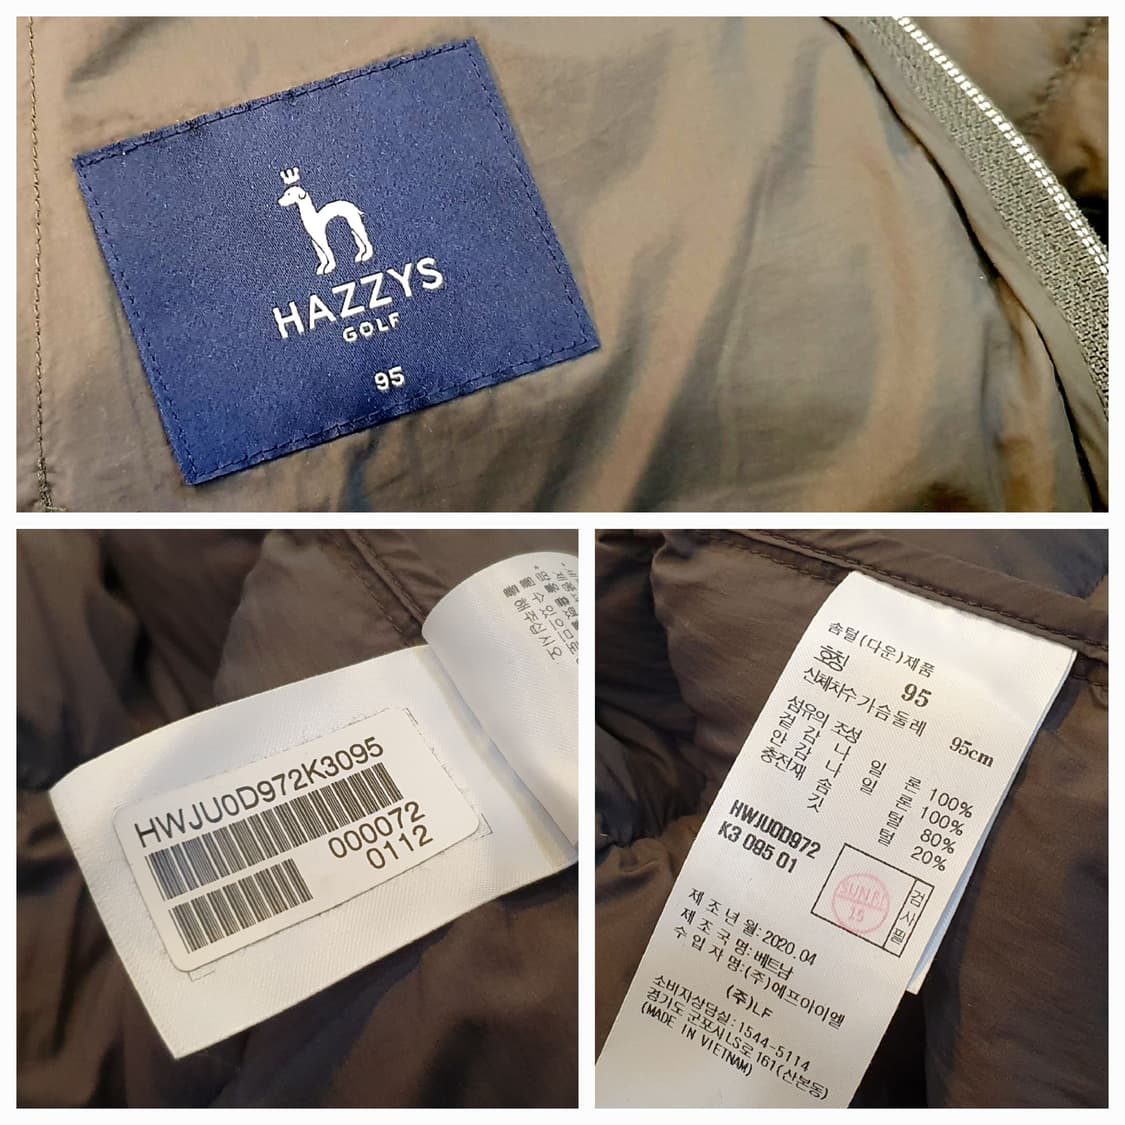 HAZZYS
GOLF
95
HWJU0D972K3095
000072
0112
솜털(다운)제품
호칭 95
신체치수 가슴둘레 95cm
섬유의 조성
겉감 나일론 100%
안감 나일론 100%
충전재 솜털 80%
깃털 20%
HWJU0D972
K3 095 01
검사필
제조년월:2020.04
제조국명:베트남
수입자명:(주)에프아이엘
(주)LF
소비자상담실:1544-5114
경기도군포시LS로161(산본동)
(MADE IN VIETNAM)